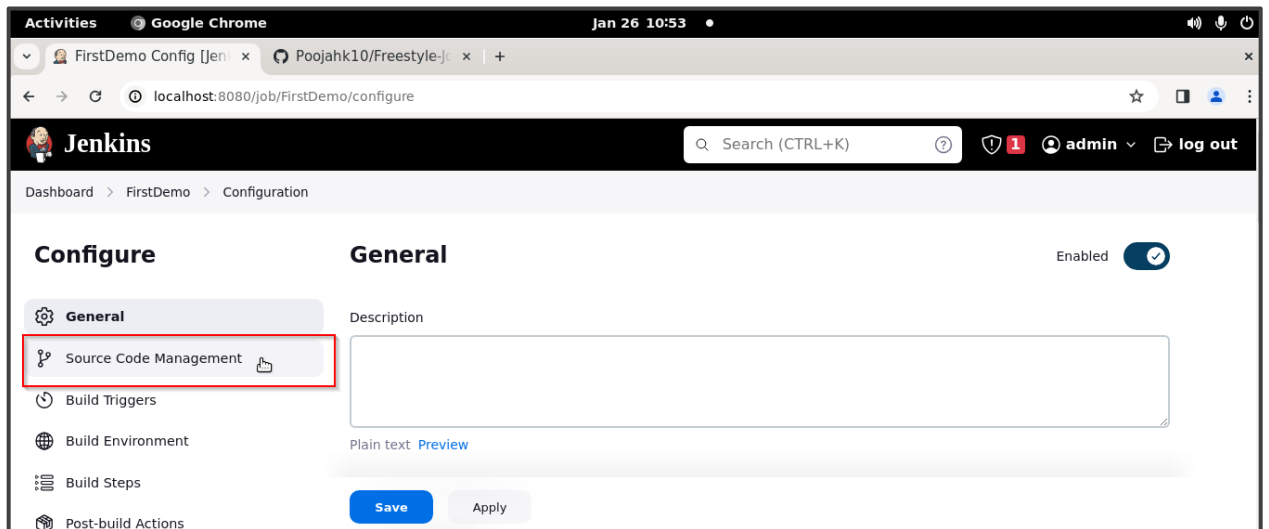 Activities Google Chrome Jan 26 10:53
FirstDemo Config [Jen Poojahk10/Freestyle-Jo
localhost:8080/job/FirstDemo/configure
Jenkins Search (CTRL+K) 1 admin log out
Dashboard > FirstDemo > Configuration
Configure
General
Source Code Management
Build Triggers
Build Environment
Build Steps
Post-build Actions
General Enabled
Description
Plain text Preview
Save Apply